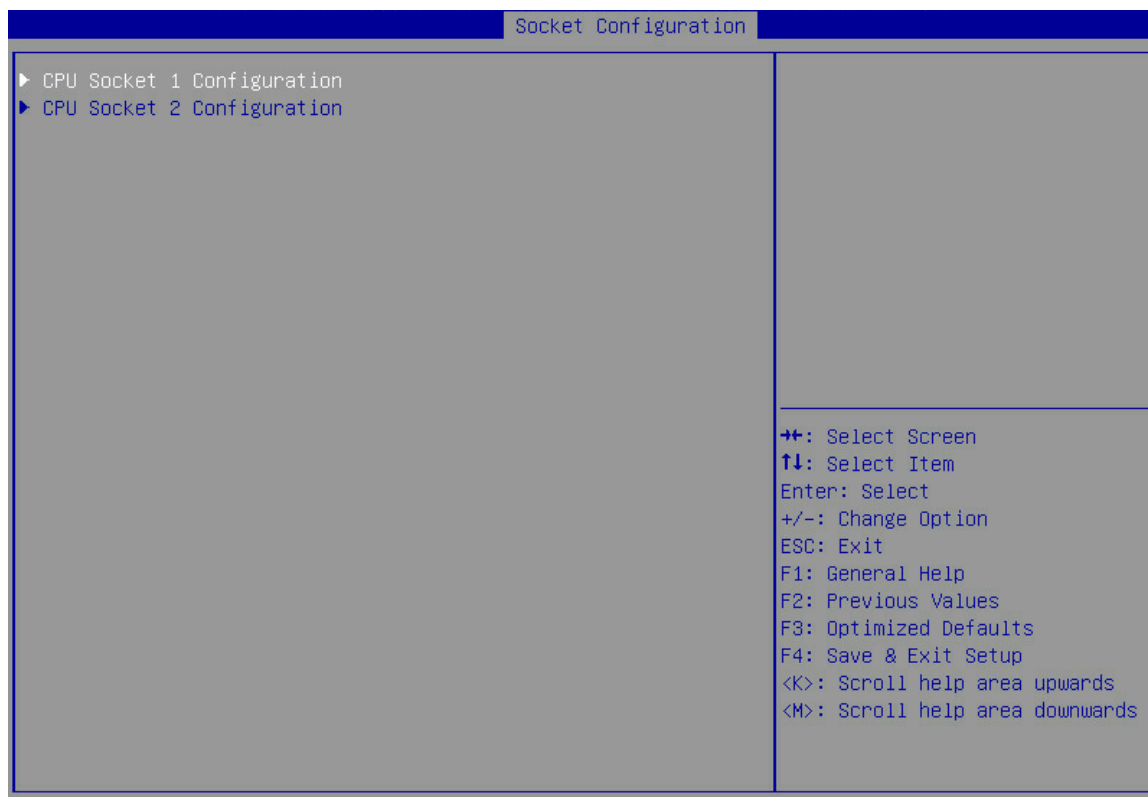 Socket Configuration
▶ CPU Socket 1 Configuration
▶ CPU Socket 2 Configuration
→←: Select Screen
↑↓: Select Item
Enter: Select
+/-: Change Option
ESC: Exit
F1: General Help
F2: Previous Values
F3: Optimized Defaults
F4: Save & Exit Setup
<K>: Scroll help area upwards
<M>: Scroll help area downwards